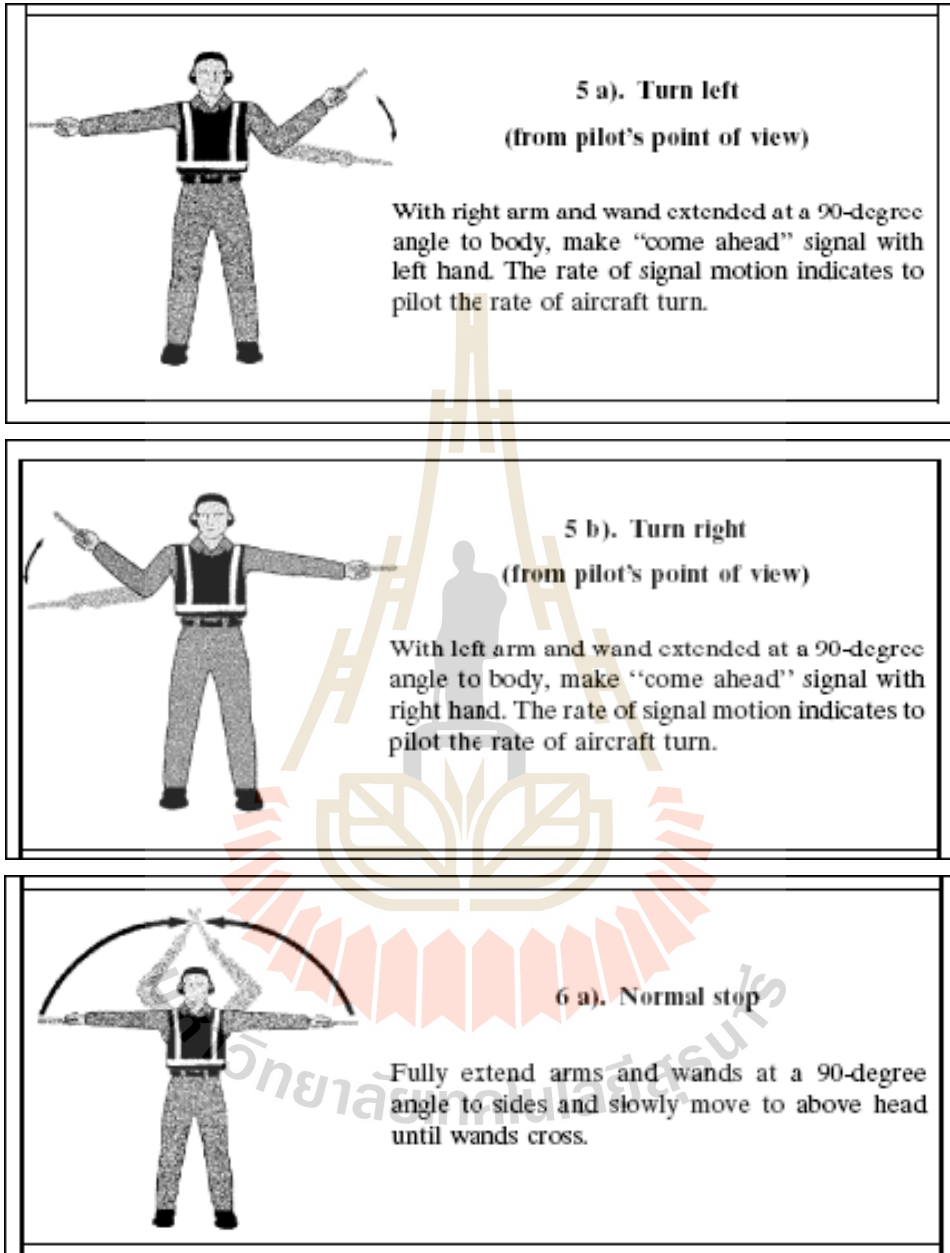 5 a). Turn left
(from pilot's point of view)
With right arm and wand extended at a 90-degree
angle to body, make “come ahead” signal with
left hand. The rate of signal motion indicates to
pilot the rate of aircraft turn.
5 b). Turn right
(from pilot's point of view)
With left arm and wand extended at a 90-degree
angle to body, make ‘‘come ahead’’ signal with
right hand. The rate of signal motion indicates to
pilot the rate of aircraft turn.
6 a). Normal stop
Fully extend arms and wands at a 90-degree
angle to sides and slowly move to above head
until wands cross.